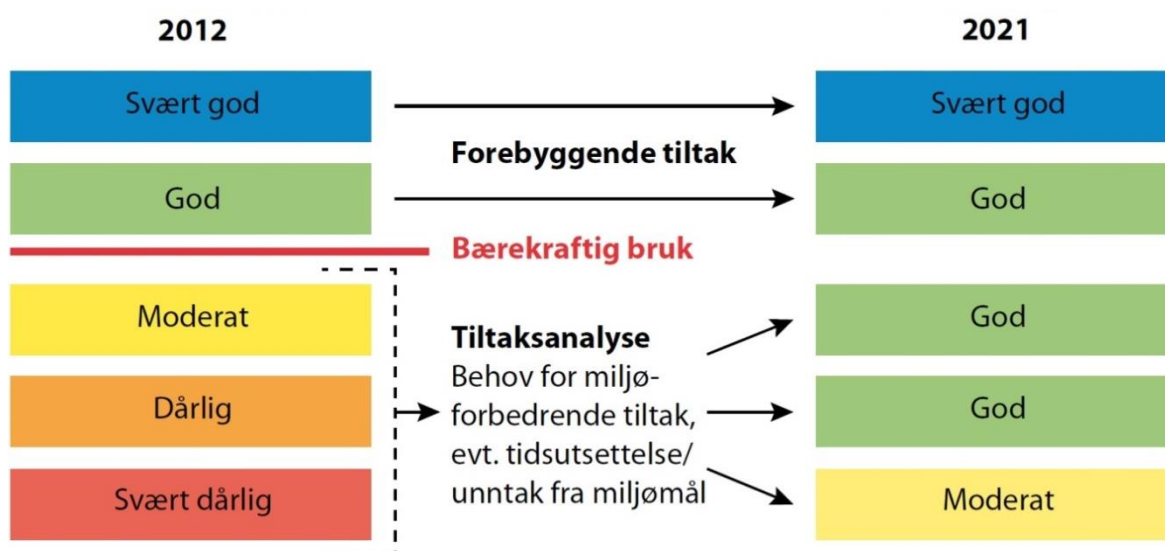 2012
2021
Svært god
Svært god
Forebyggende tiltak
God
God
Bærekraftig bruk
Moderat
God
Tiltaksanalyse
Behov for miljø-
forbedrende tiltak,
evt. tidsutsettelse/
unntak fra miljømål
Dårlig
God
Svært dårlig
Moderat